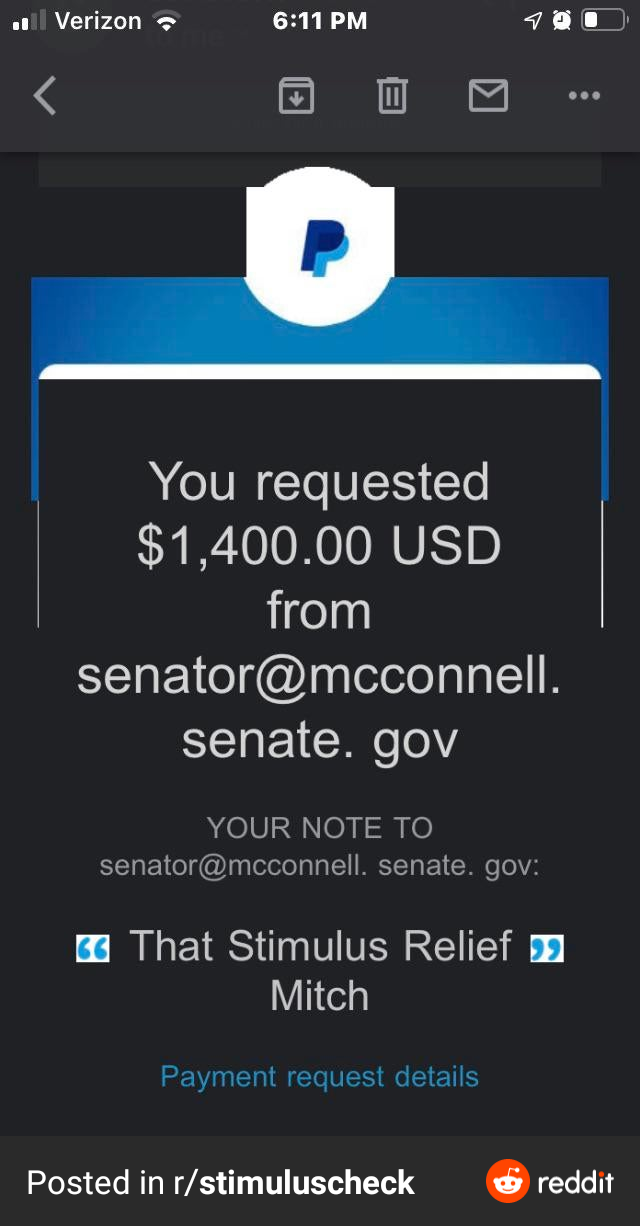 Verizon 6:11 PM
You requested
$1,400.00 USD
from
senator@mcconnell.
senate. gov
YOUR NOTE TO
senator@mcconnell. senate. gov:
“ That Stimulus Relief ”
Mitch
Payment request details
Posted in r/stimuluscheck reddit